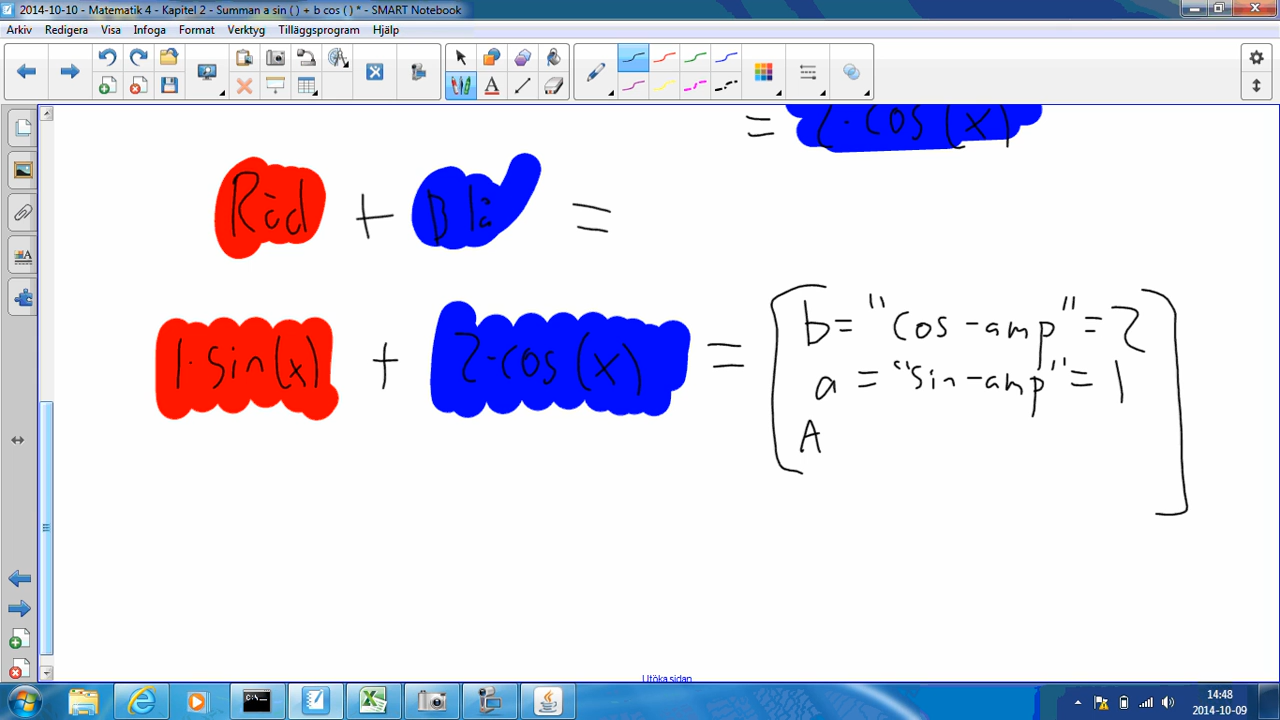 2014-10-10 - Matematik 4 - Kapitel 2 - Summan a sin ( ) + b cos ( ) * - SMART Notebook
Arkiv Redigera Visa Infoga Format Verktyg Tilläggsprogram Hjälp
= 2·cos(x)
Röd + Blå =
1·sin(x) + 2·cos(x) =
b = "cos-amp" = 2
a = "sin-amp" = 1
A
Utöka sidan
14:48
2014-10-09